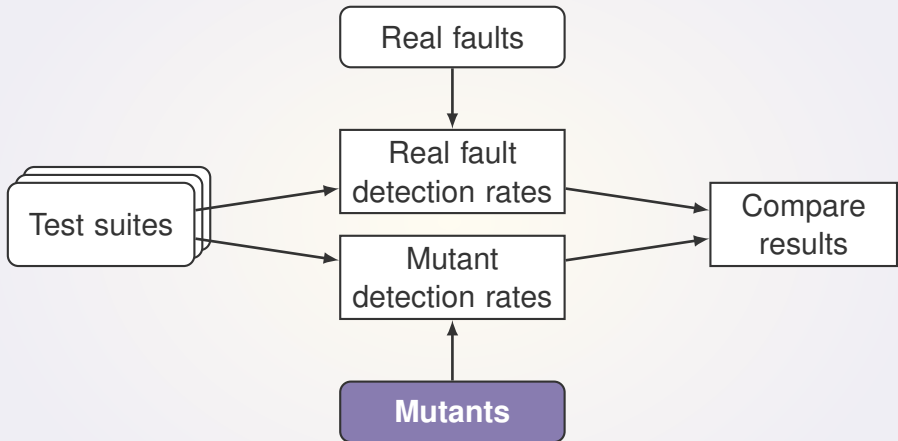 Real faults
Real fault
detection rates
Test suites
Compare
results
Mutant
detection rates
Mutants